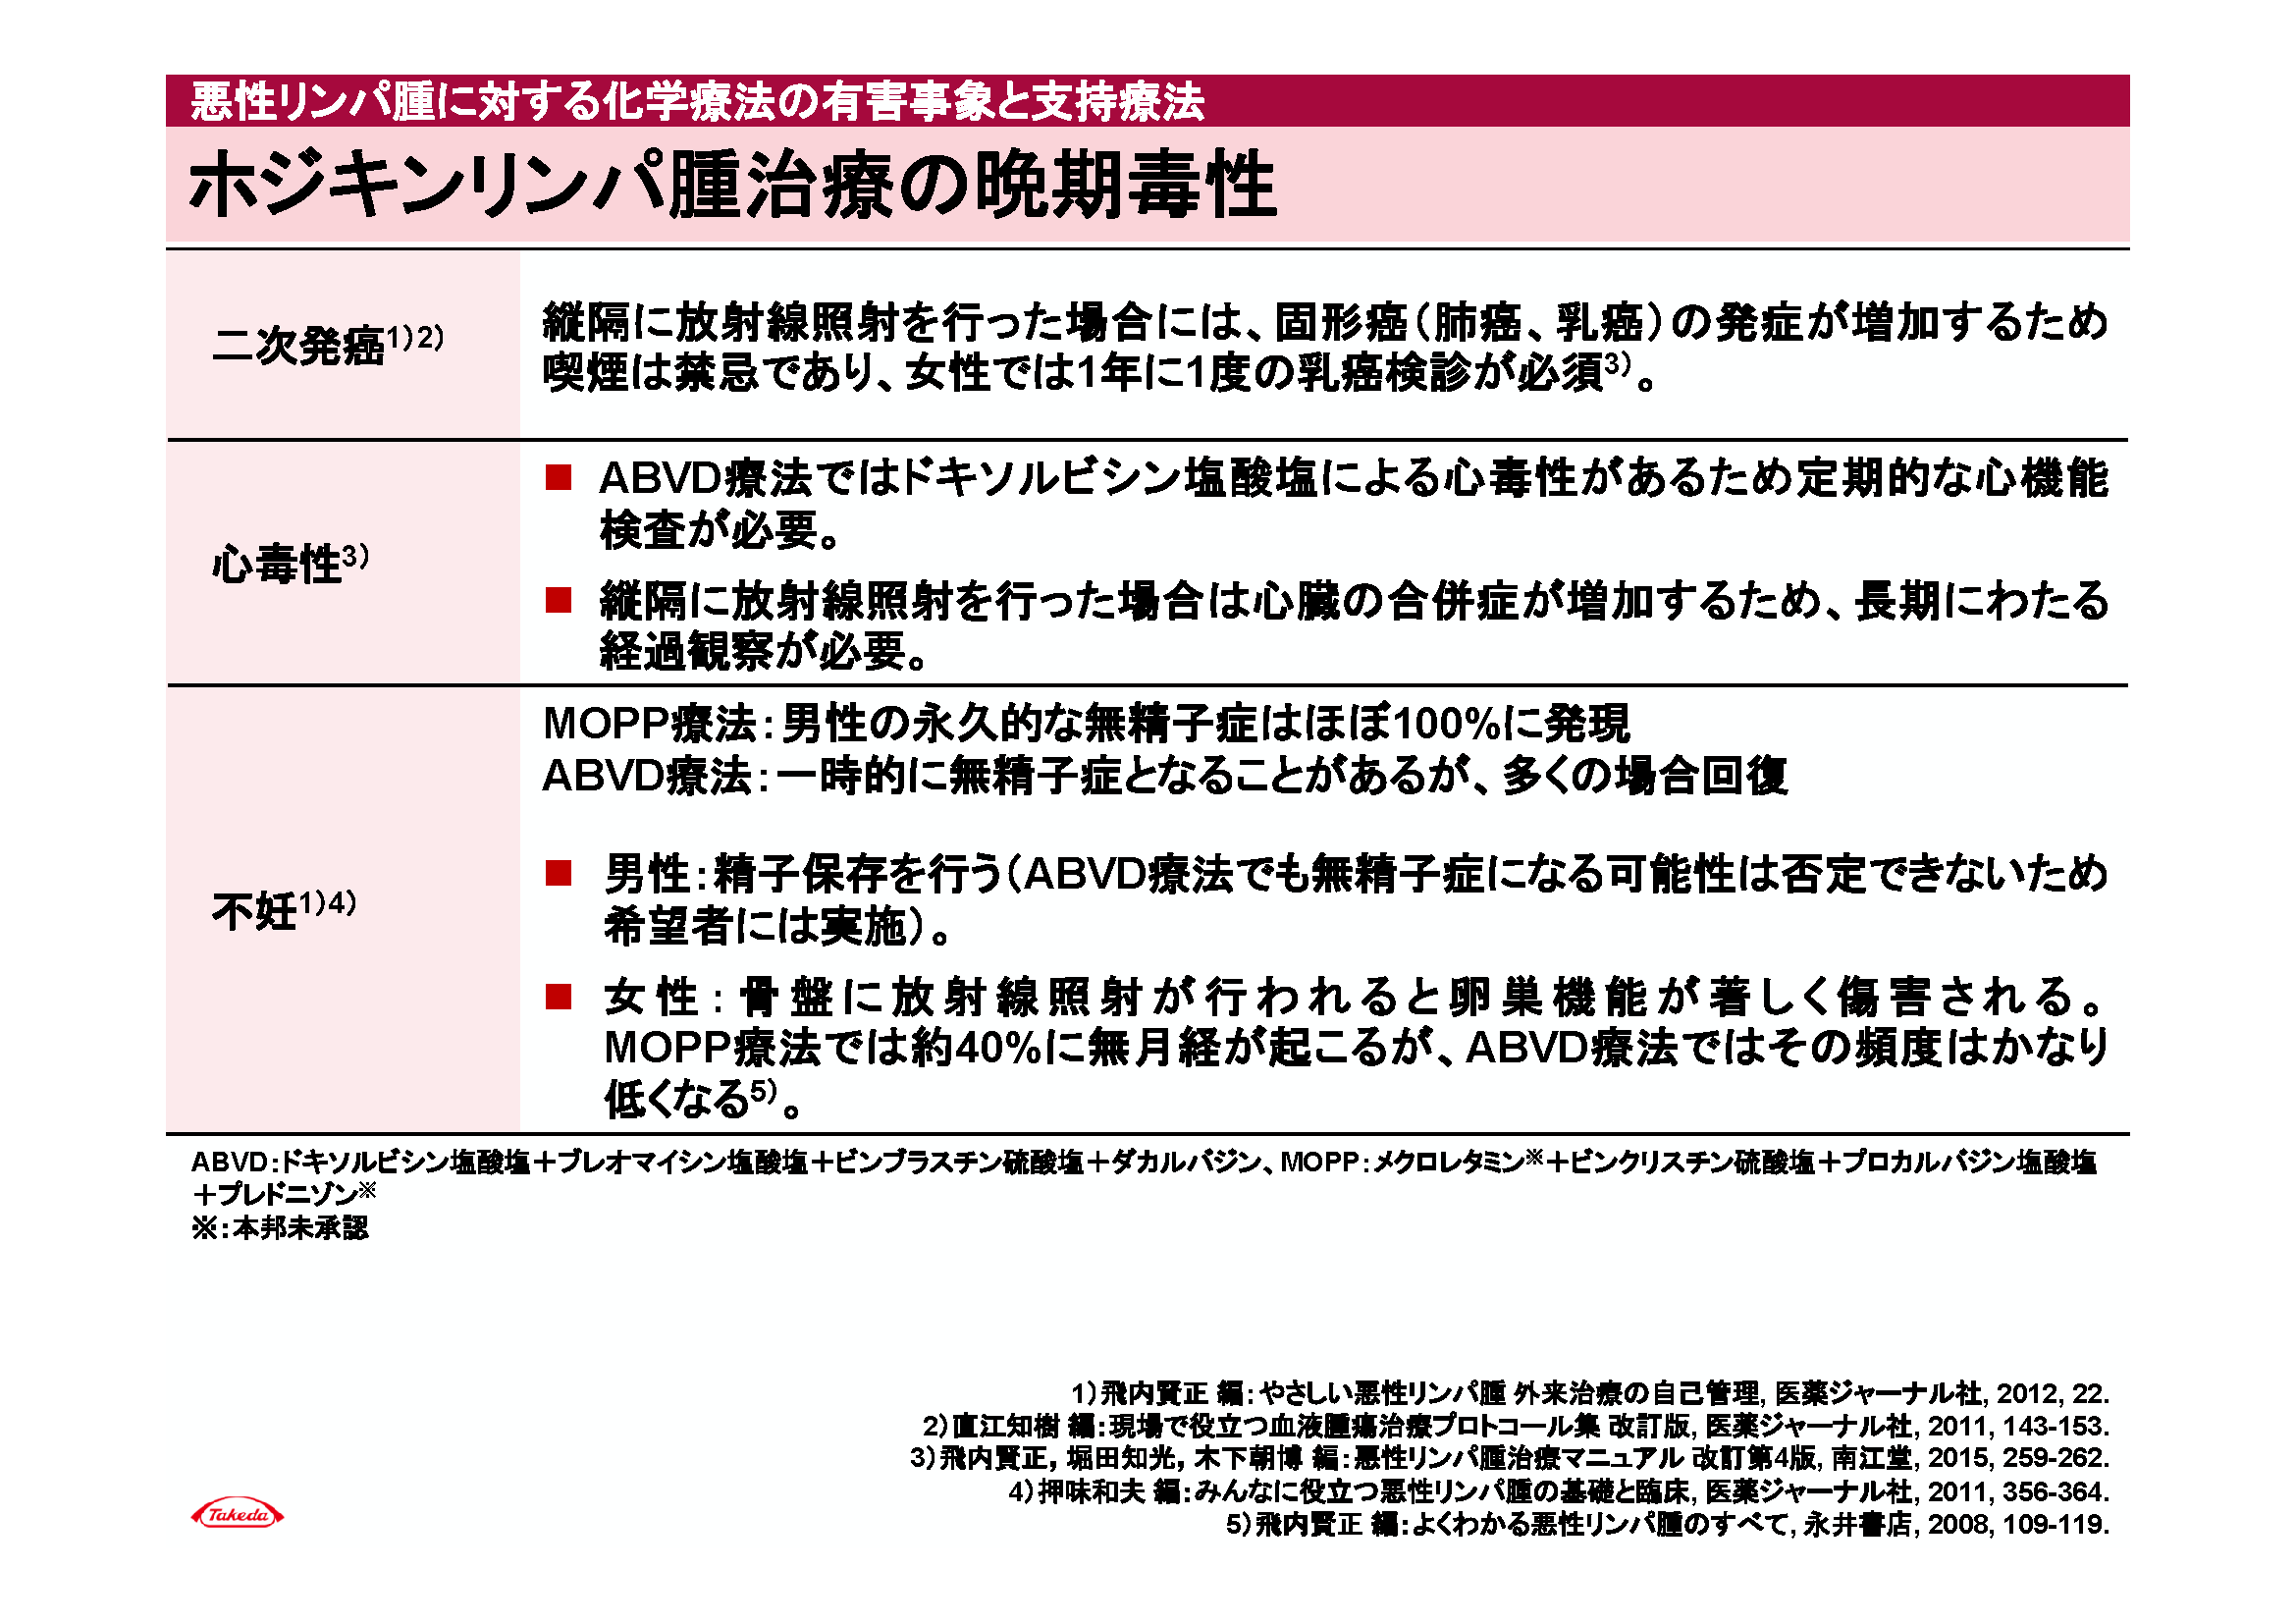 悪性リンパ腫に対する化学療法の有害事象と支持療法
ホジキンリンパ腫治療の晩期毒性
二次発癌1)2)
縦隔に放射線照射を行った場合には、固形癌(肺癌、乳癌)の発症が増加するため
喫煙は禁忌であり、女性では1年に1度の乳癌検診が必須3)。
心毒性3)
■ ABVD療法ではドキソルビシン塩酸塩による心毒性があるため定期的な心機能
検査が必要。
■ 縦隔に放射線照射を行った場合は心臓の合併症が増加するため、長期にわたる
経過観察が必要。
不妊1)4)
MOPP療法:男性の永久的な無精子症はほぼ100%に発現
ABVD療法:一時的に無精子症となることがあるが、多くの場合回復
■ 男性:精子保存を行う(ABVD療法でも無精子症になる可能性は否定できないため
希望者には実施)。
■ 女性:骨盤に放射線照射が行われると卵巣機能が著しく傷害される。
MOPP療法では約40%に無月経が起こるが、ABVD療法ではその頻度はかなり
低くなる5)。
ABVD:ドキソルビシン塩酸塩+ブレオマイシン塩酸塩+ビンブラスチン硫酸塩+ダカルバジン、MOPP:メクロレタミン※+ビンクリスチン硫酸塩+プロカルバジン塩酸塩
+プレドニゾン※
※:本邦未承認
1)飛内賢正 編:やさしい悪性リンパ腫 外来治療の自己管理, 医薬ジャーナル社, 2012, 22.
2)直江知樹 編:現場で役立つ血液腫瘍治療プロトコール集 改訂版, 医薬ジャーナル社, 2011, 143-153.
3)飛内賢正, 堀田知光, 木下朝博 編:悪性リンパ腫治療マニュアル 改訂第4版, 南江堂, 2015, 259-262.
4)押味和夫 編:みんなに役立つ悪性リンパ腫の基礎と臨床, 医薬ジャーナル社, 2011, 356-364.
5)飛内賢正 編:よくわかる悪性リンパ腫のすべて, 永井書店, 2008, 109-119.
Takeda